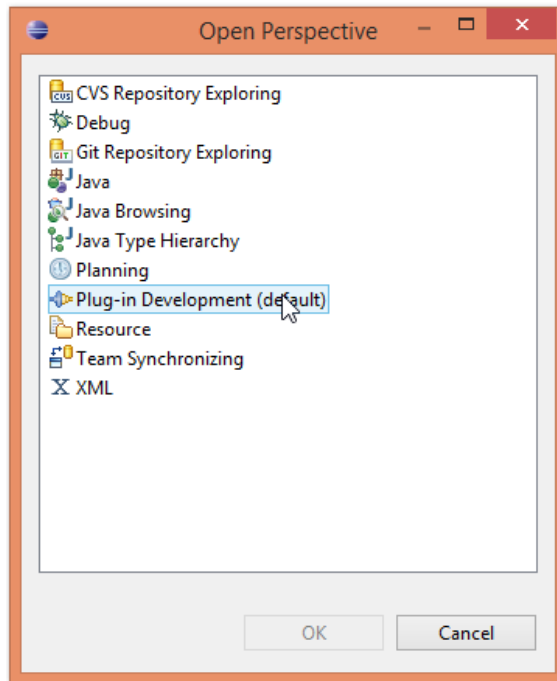 Open Perspective
CVS Repository Exploring
Debug
Git Repository Exploring
Java
Java Browsing
Java Type Hierarchy
Planning
Plug-in Development (default)
Resource
Team Synchronizing
XML
OK
Cancel